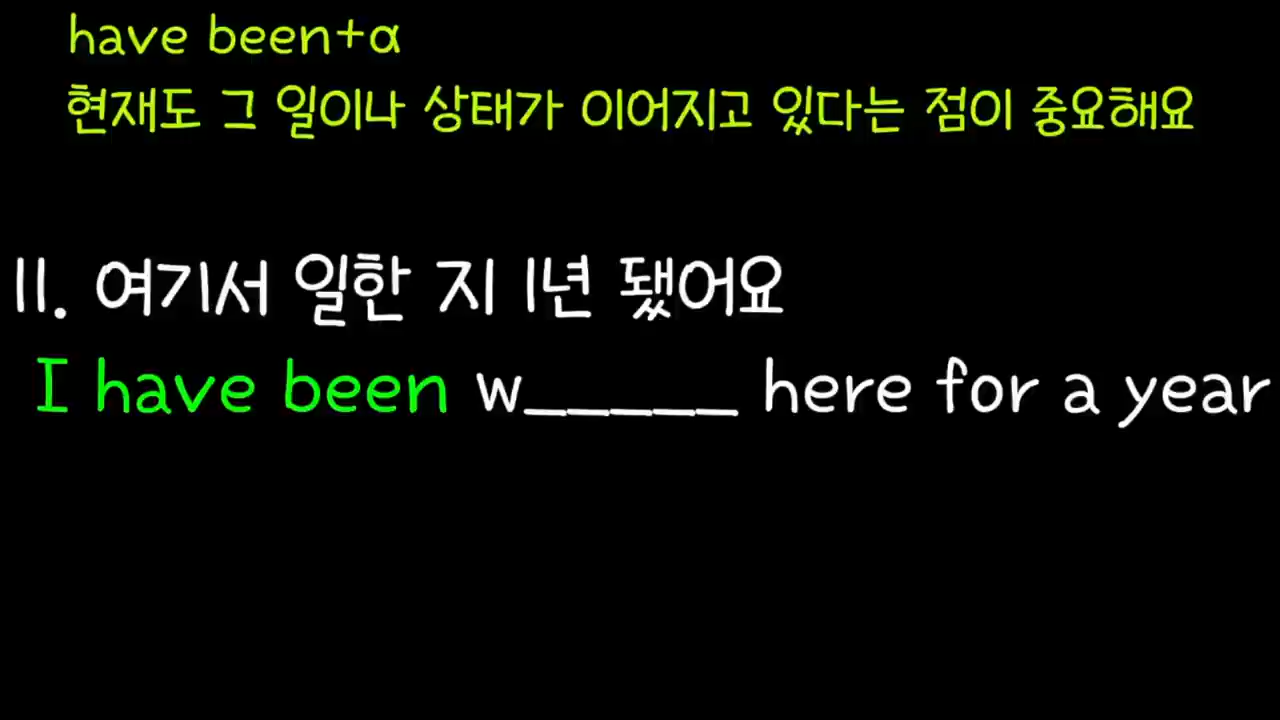 have been+α
현재도 그 일이나 상태가 이어지고 있다는 점이 중요해요
11. 여기서 일한 지 1년 됐어요
I have been w_____ here for a year